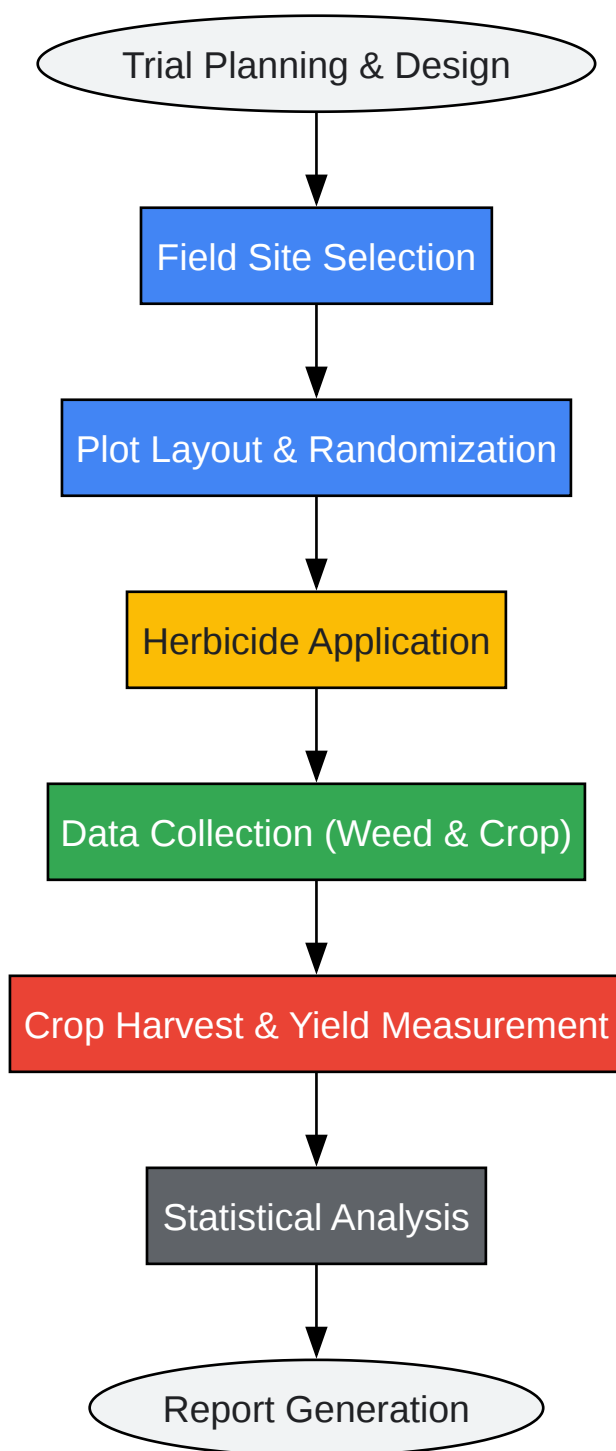 Trial Planning & Design
Field Site Selection
Plot Layout & Randomization
Herbicide Application
Data Collection (Weed & Crop)
Crop Harvest & Yield Measurement
Statistical Analysis
Report Generation